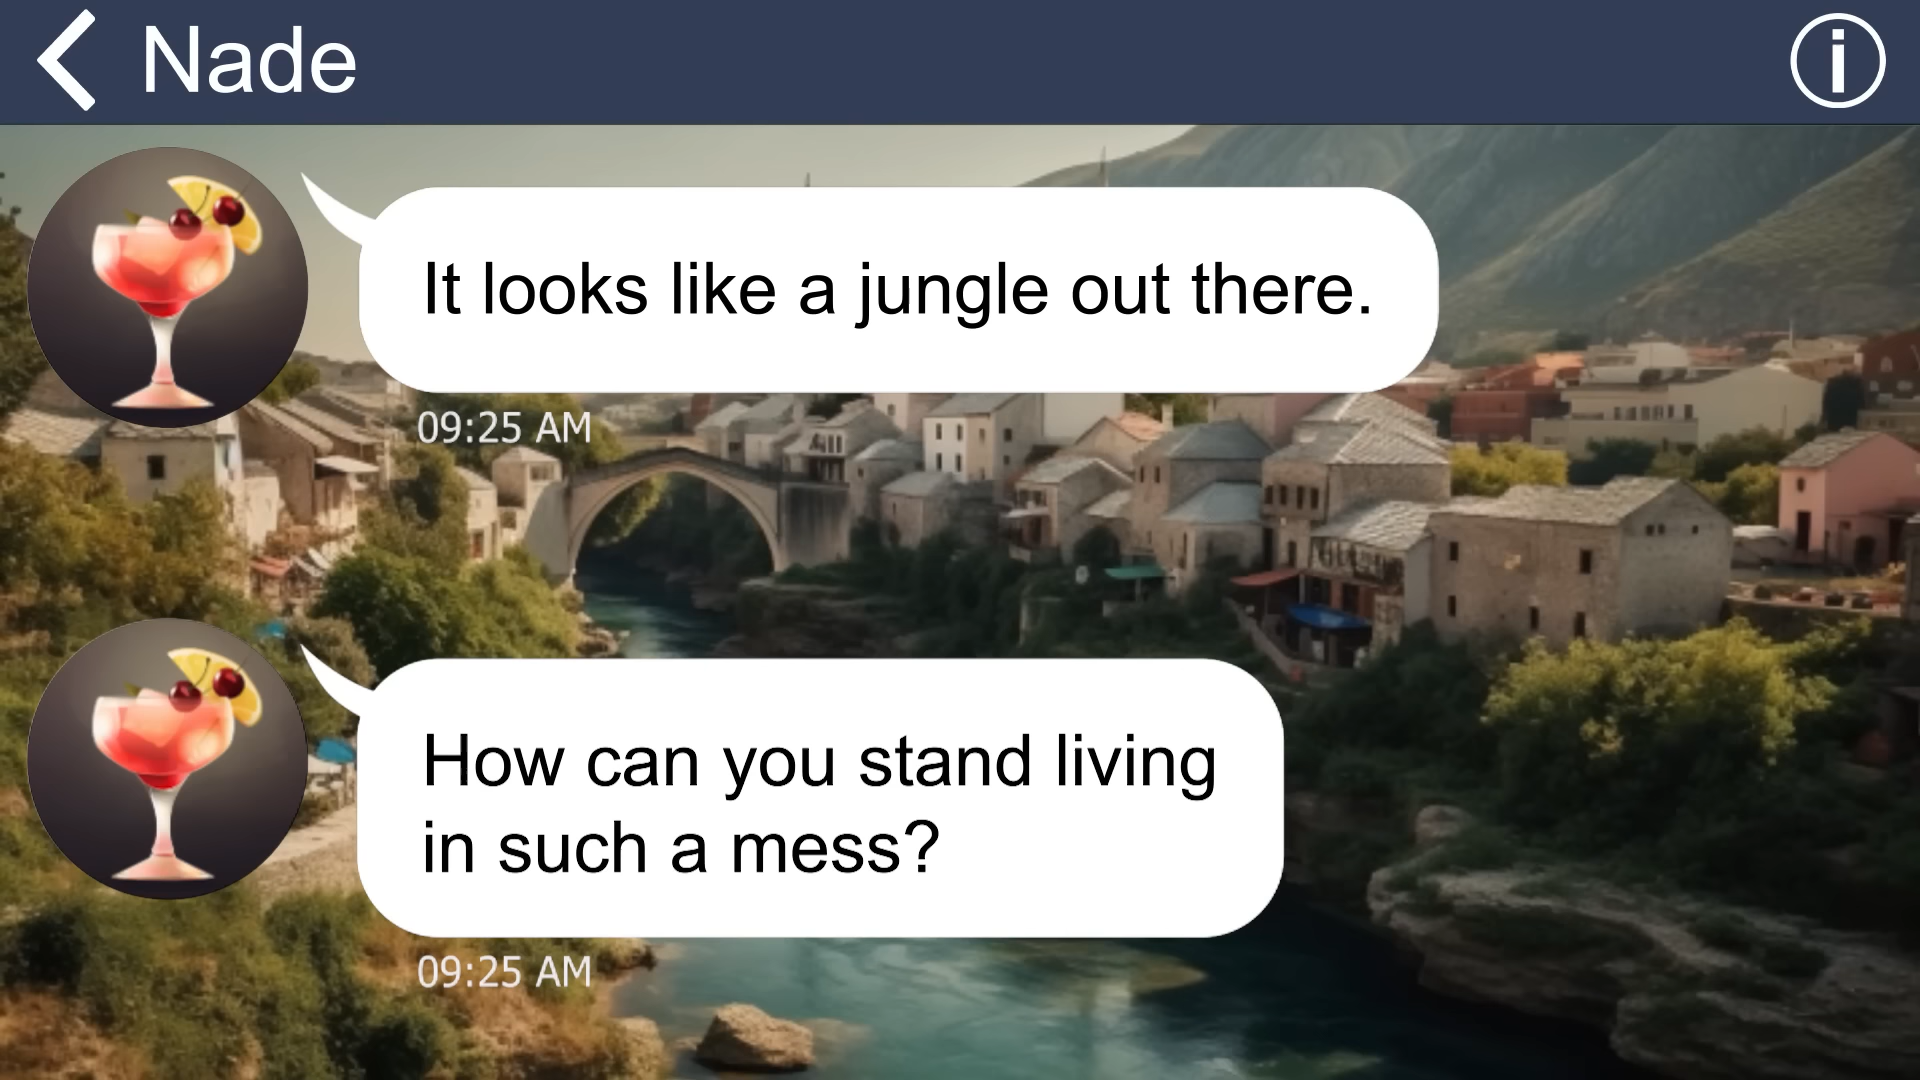 Nade
It looks like a jungle out there.
09:25 AM
How can you stand living
in such a mess?
09:25 AM